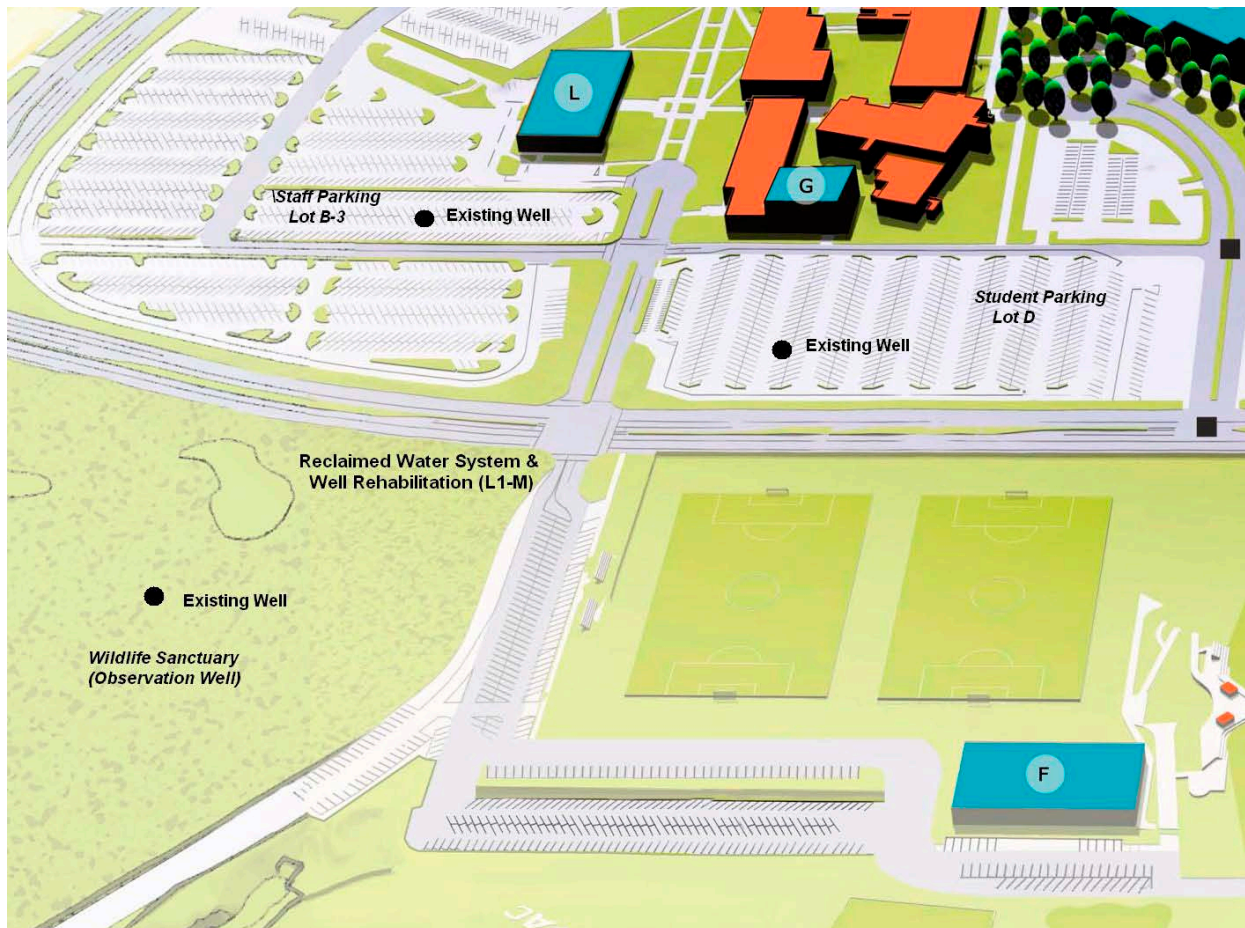 L
G
\Staff Parking
Lot B-3
Existing Well
Student Parking
Lot D
Existing Well
Reclaimed Water System &
Well Rehabilitation (L1-M)
Existing Well
Wildlife Sanctuary
(Observation Well)
F
AC